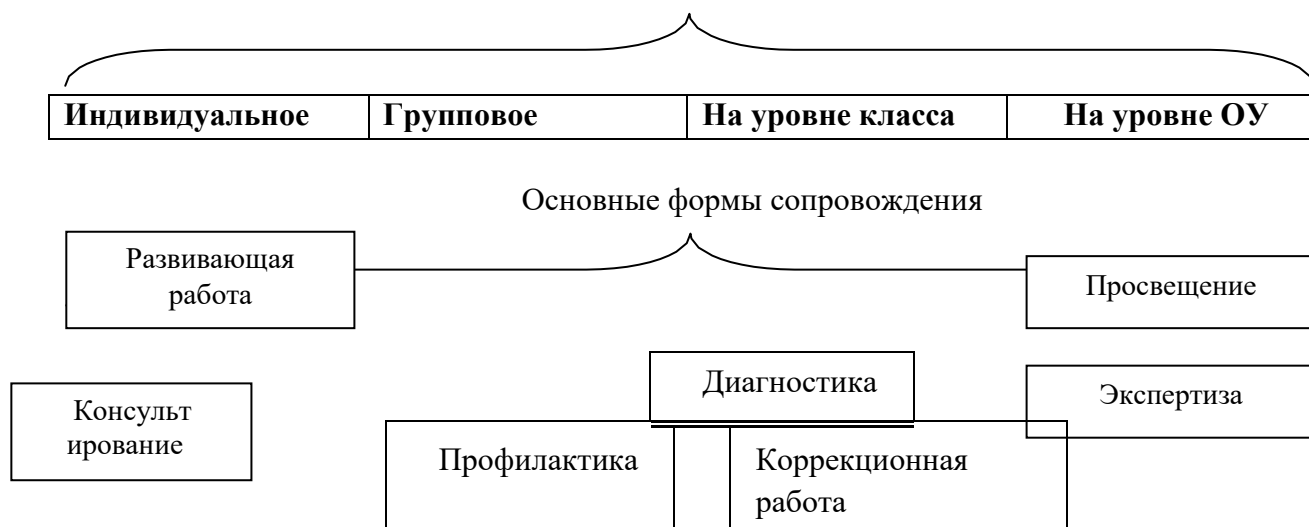 Индивидуальное Групповое На уровне класса На уровне ОУ
Основные формы сопровождения
Развивающая
работа
Просвещение
Диагностика
Экспертиза
Консульт
ирование
Профилактика
Коррекционная
работа